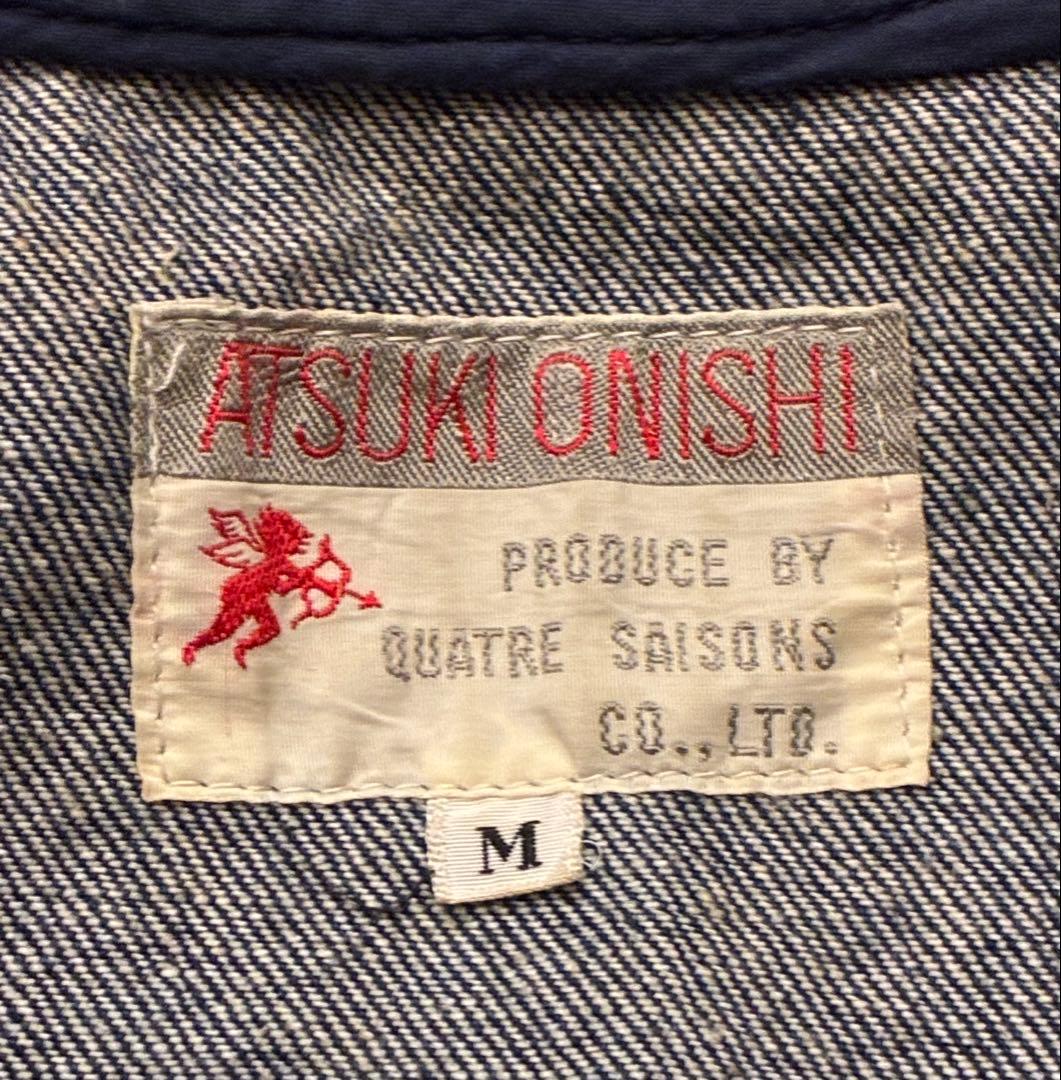 ATSUKI ONISHI
PRODUCE BY
QUATRE SAISONS
CO.,LTD.
M